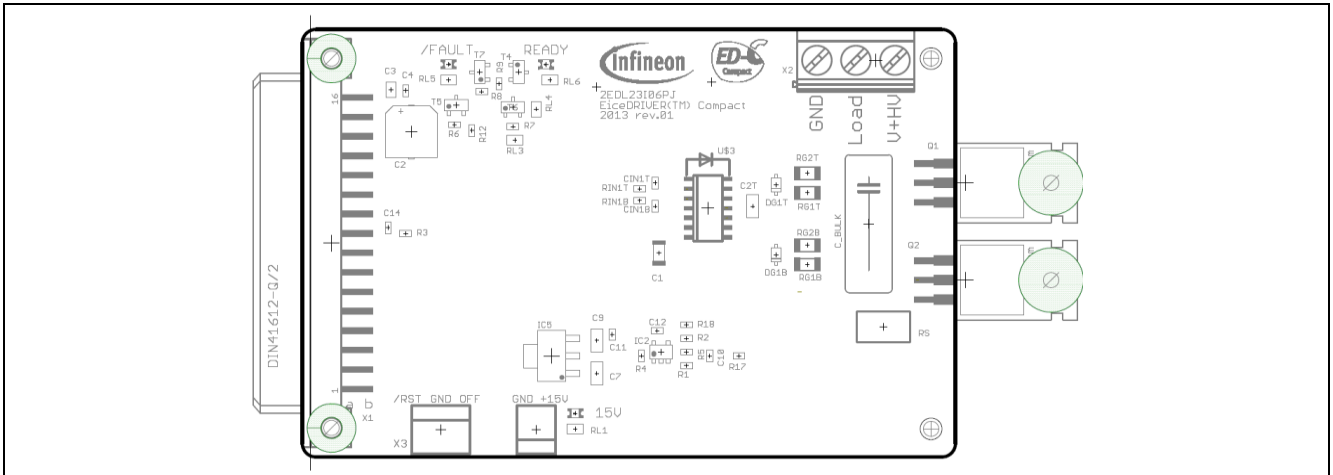 /FAULT
READY
T7
T4
R9
C3
C4
RL5
RL6
R8
RL4
T5
T6
R6
R12
R7
RL3
C2
16
infineon
ED-C
Compact
2EDL23I06PJ
EiceDRIVER(TM) Compact
2013 rev.01
X2
GND
Load
V+HV
U$3
CIN1T
RIN1T
RIN1B
CIN1B
C2T
DG1T
RG2T
RG1T
C_BULK
Q1
C14
R3
C1
DG1B
RG2B
RG1B
Q2
RS
DIN41612-Q/2
IC5
C9
C11
C7
C12
IC2
R4
R18
R2
R5
R1
C10
R17
1
a b
X1
/RST GND OFF
X3
GND +15V
15V
RL1